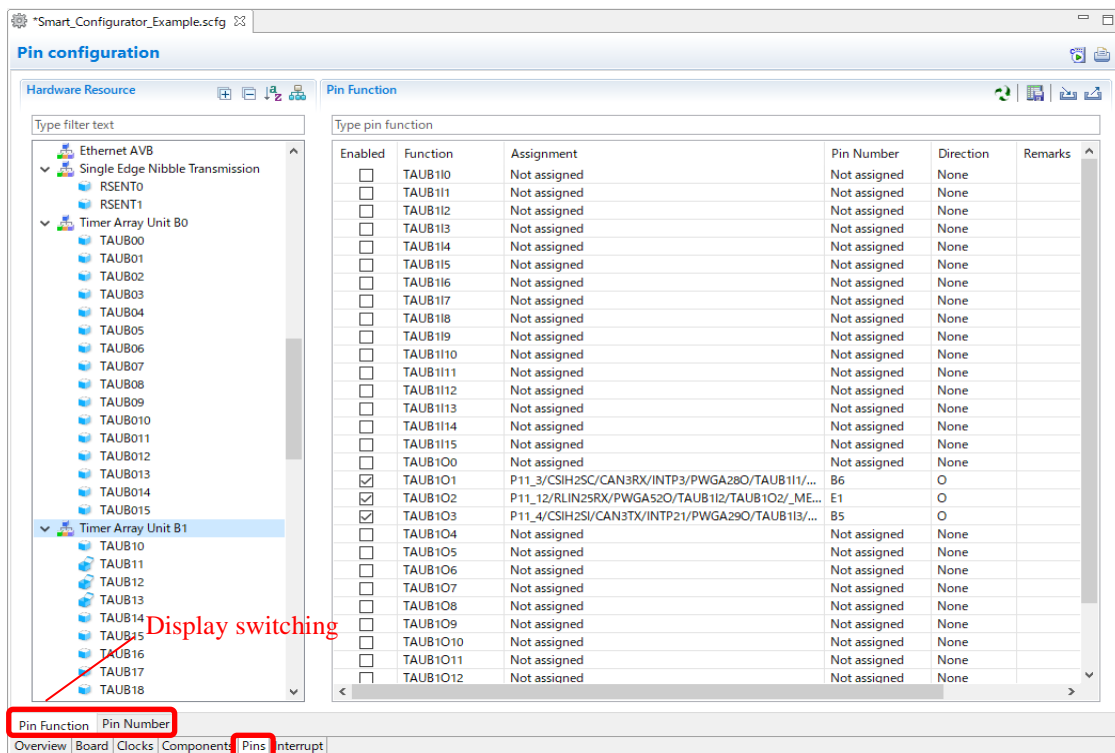 *Smart_Configurator_Example.scfg
Pin configuration
Hardware Resource
Type filter text
Ethernet AVB
Single Edge Nibble Transmission
RSENT0
RSENT1
Timer Array Unit B0
TAUB00
TAUB01
TAUB02
TAUB03
TAUB04
TAUB05
TAUB06
TAUB07
TAUB08
TAUB09
TAUB010
TAUB011
TAUB012
TAUB013
TAUB014
TAUB015
Timer Array Unit B1
TAUB10
TAUB11
TAUB12
TAUB13
TAUB14
TAUB15
TAUB16
TAUB17
TAUB18
Display switching
Pin Function
Type pin function
Enabled Function Assignment Pin Number Direction Remarks
TAUB1I0 Not assigned Not assigned None
TAUB1I1 Not assigned Not assigned None
TAUB1I2 Not assigned Not assigned None
TAUB1I3 Not assigned Not assigned None
TAUB1I4 Not assigned Not assigned None
TAUB1I5 Not assigned Not assigned None
TAUB1I6 Not assigned Not assigned None
TAUB1I7 Not assigned Not assigned None
TAUB1I8 Not assigned Not assigned None
TAUB1I9 Not assigned Not assigned None
TAUB1I10 Not assigned Not assigned None
TAUB1I11 Not assigned Not assigned None
TAUB1I12 Not assigned Not assigned None
TAUB1I13 Not assigned Not assigned None
TAUB1I14 Not assigned Not assigned None
TAUB1I15 Not assigned Not assigned None
TAUB1O0 Not assigned Not assigned None
TAUB1O1 P11_3/CSIH2SC/CAN3RX/INTP3/PWGA28O/TAUB1I1/... B6 O
TAUB1O2 P11_12/RLIN25RX/PWGA52O/TAUB1I2/TAUB1O2/_ME... E1 O
TAUB1O3 P11_4/CSIH2SI/CAN3TX/INTP21/PWGA29O/TAUB1I3/... B5 O
TAUB1O4 Not assigned Not assigned None
TAUB1O5 Not assigned Not assigned None
TAUB1O6 Not assigned Not assigned None
TAUB1O7 Not assigned Not assigned None
TAUB1O8 Not assigned Not assigned None
TAUB1O9 Not assigned Not assigned None
TAUB1O10 Not assigned Not assigned None
TAUB1O11 Not assigned Not assigned None
TAUB1O12 Not assigned Not assigned None
Pin Function Pin Number
Overview Board Clocks Components Pins Interrupt